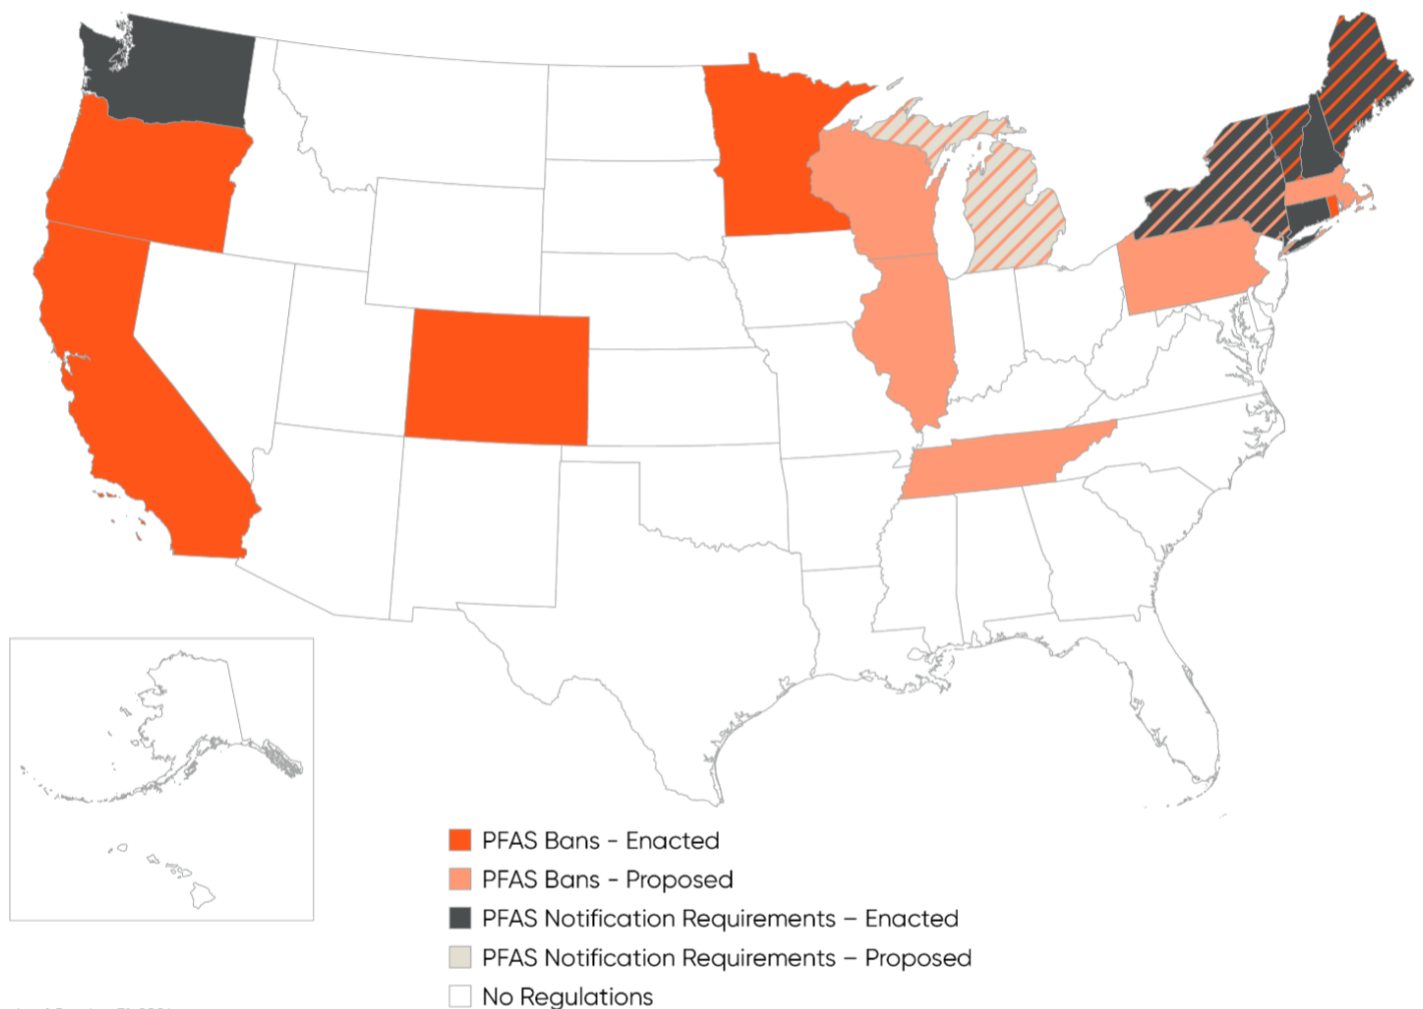 PFAS Bans - Enacted
PFAS Bans - Proposed
PFAS Notification Requirements – Enacted
PFAS Notification Requirements – Proposed
No Regulations